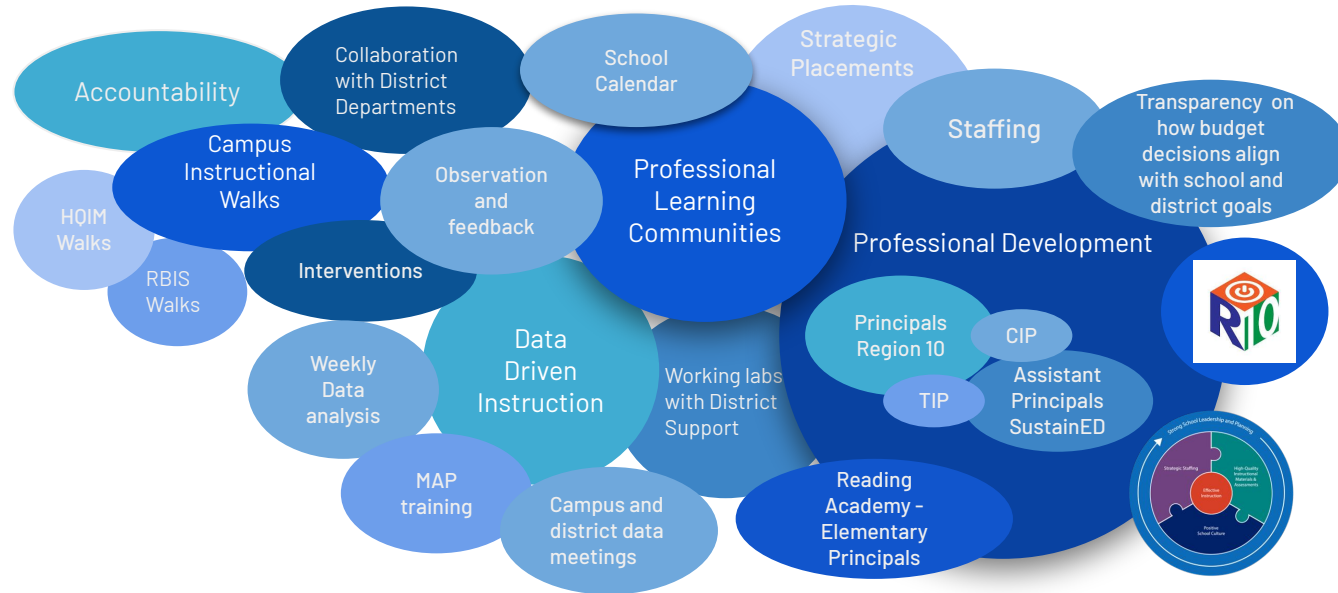 Accountability
Collaboration
with District
Departments
School
Calendar
Strategic
Placements
Staffing
Transparency on
how budget
decisions align
with school and
district goals
Campus
Instructional
Walks
Observation
and
feedback
Professional
Learning
Communities
HQIM
Walks
RBIS
Walks
Interventions
Professional Development
R10
Principals
Region 10
CIP
TIP
Assistant
Principals
SustainED
Data
Driven
Instruction
Working labs
with District
Support
Weekly
Data
analysis
MAP
training
Campus and
district data
meetings
Reading
Academy -
Elementary
Principals
Strong School Leadership and Planning
Strategic Staffing
High-Quality
Instructional
Materials &
Assessments
Effective
Instruction
Positive
School Culture